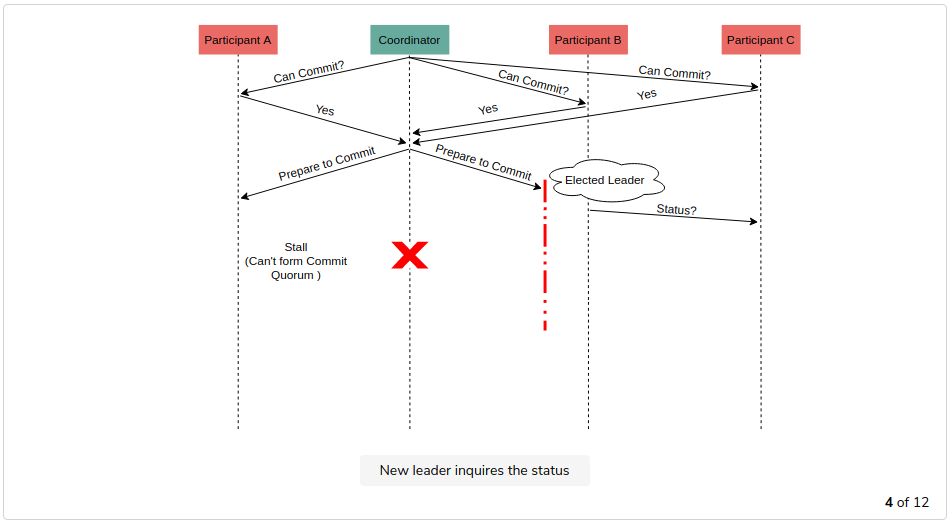 Participant A
Coordinator
Participant B
Participant C
Can Commit?
Can Commit?
Can Commit?
Yes
Yes
Yes
Prepare to Commit
Prepare to Commit
Elected Leader
Status?
Stall
(Can't form Commit
Quorum )
New leader inquires the status
4 of 12